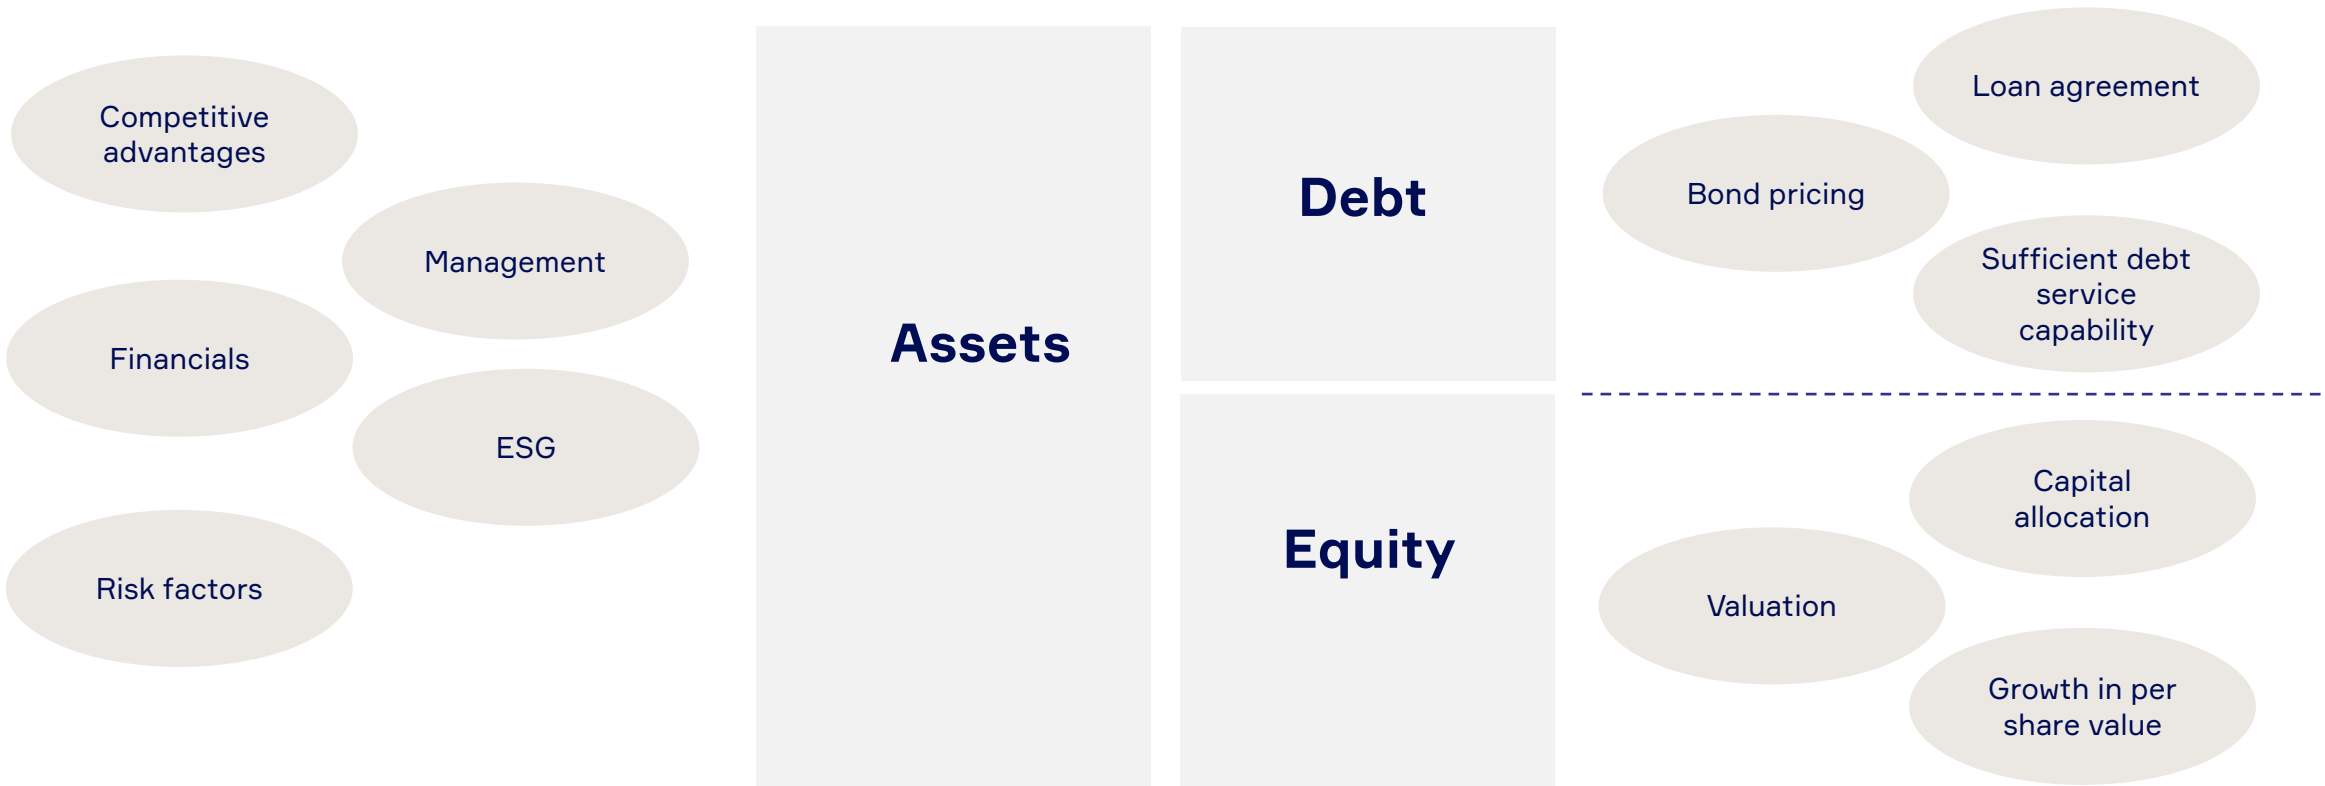 Competitive
advantages
Management
Financials
ESG
Risk factors
Assets
Debt
Equity
Loan agreement
Bond pricing
Sufficient debt
service
capability
Capital
allocation
Valuation
Growth in per
share value